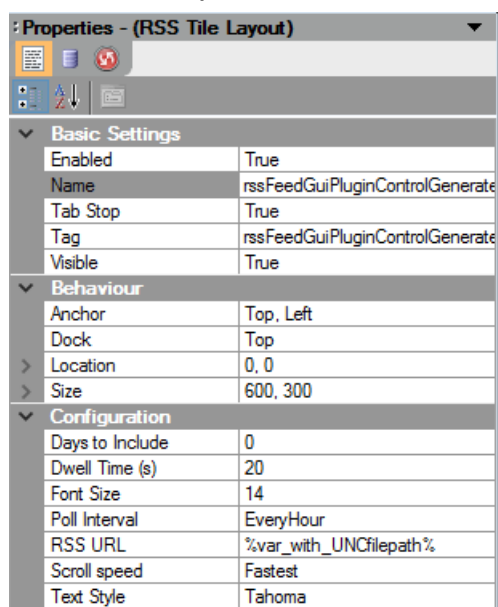 Properties - (RSS Tile Layout)
Basic Settings
Enabled True
Name rssFeedGuiPluginControlGenerate
Tab Stop True
Tag rssFeedGuiPluginControlGenerate
Visible True
Behaviour
Anchor Top, Left
Dock Top
Location 0, 0
Size 600, 300
Configuration
Days to Include 0
Dwell Time (s) 20
Font Size 14
Poll Interval EveryHour
RSS URL %var_with_UNCfilepath%
Scroll speed Fastest
Text Style Tahoma